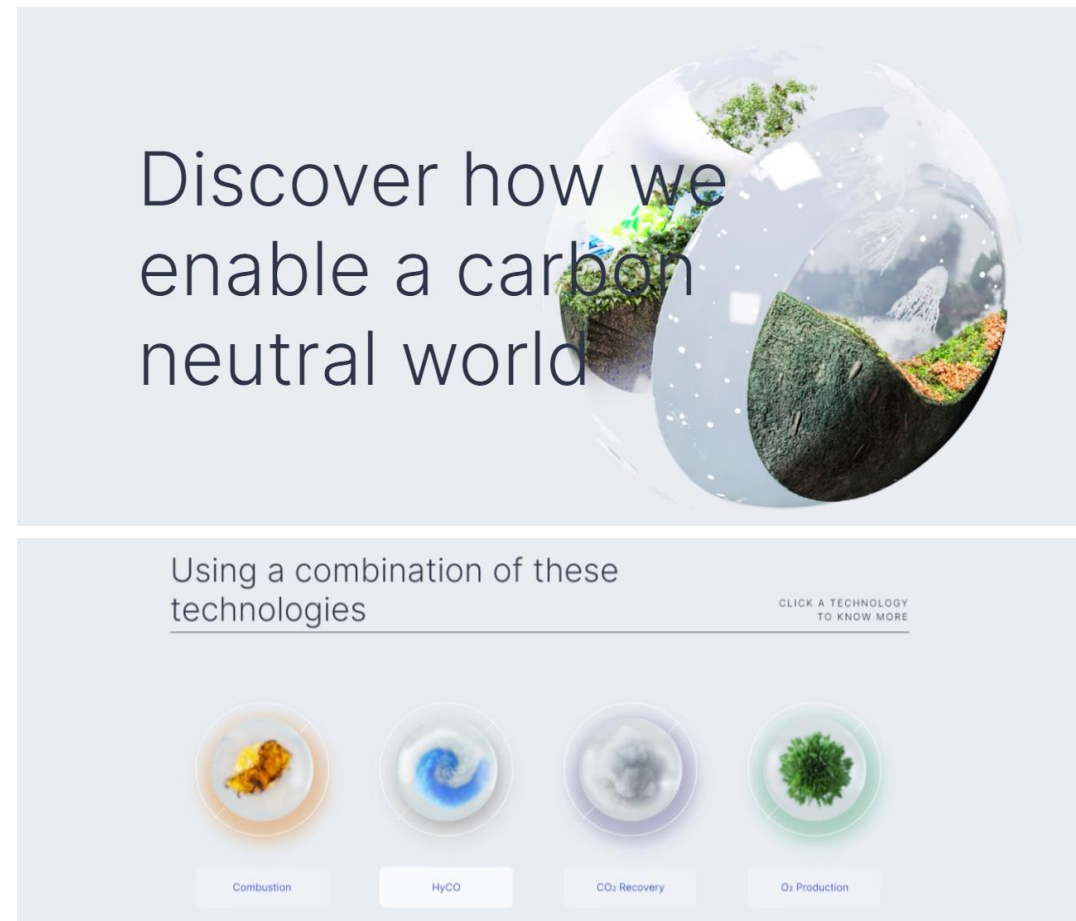 Discover how we
enable a carbon
neutral world
Using a combination of these
technologies
CLICK A TECHNOLOGY
TO KNOW MORE
Combustion
HyCO
CO₂ Recovery
O₂ Production